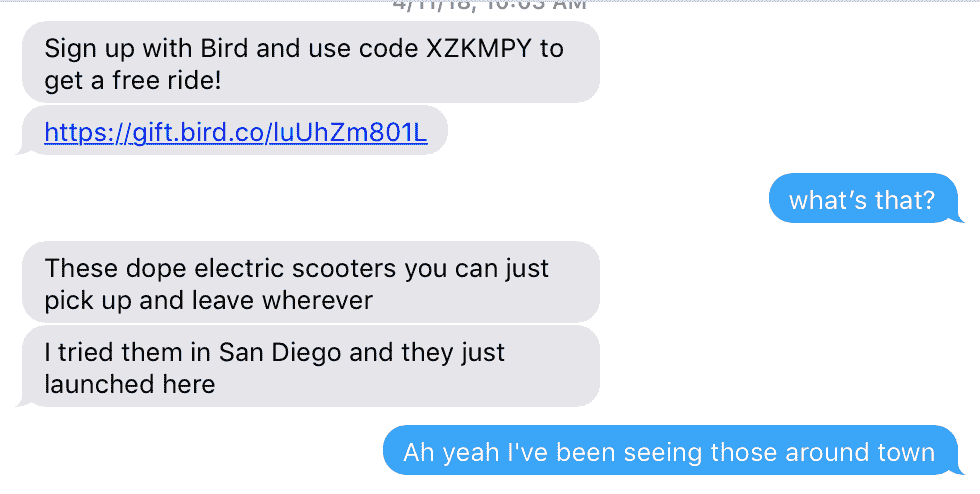 4/11/18, 10:03 AM
Sign up with Bird and use code XZKMPY to
get a free ride!
https://gift.bird.co/luUhZm801L
what’s that?
These dope electric scooters you can just
pick up and leave wherever
I tried them in San Diego and they just
launched here
Ah yeah I've been seeing those around town